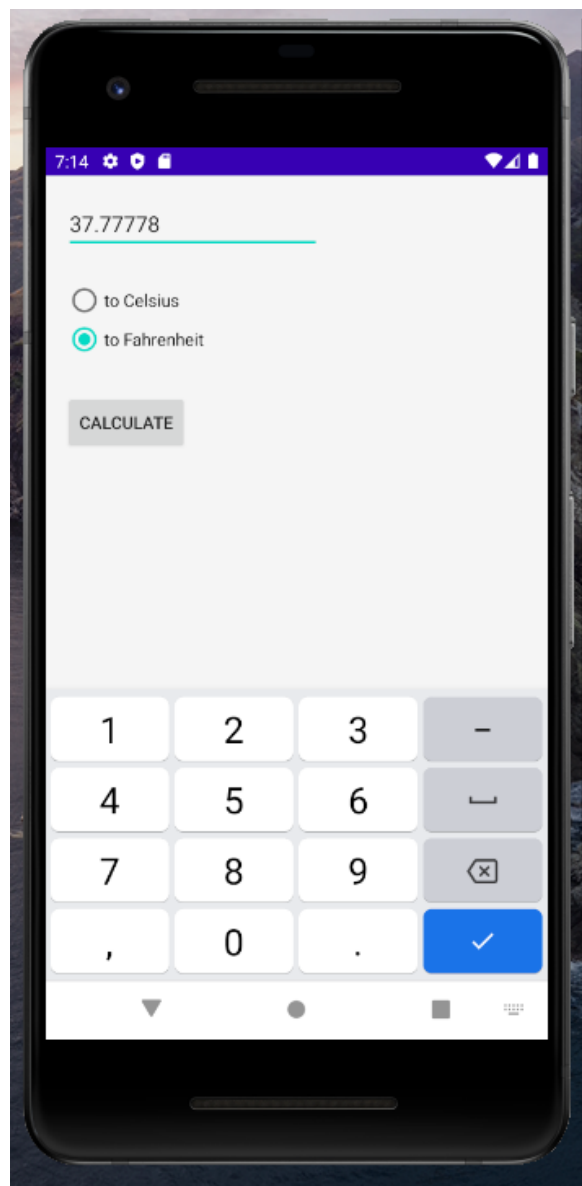 7:14
37.77778
to Celsius
to Fahrenheit
CALCULATE
1 2 3 –
4 5 6
7 8 9
, 0 .